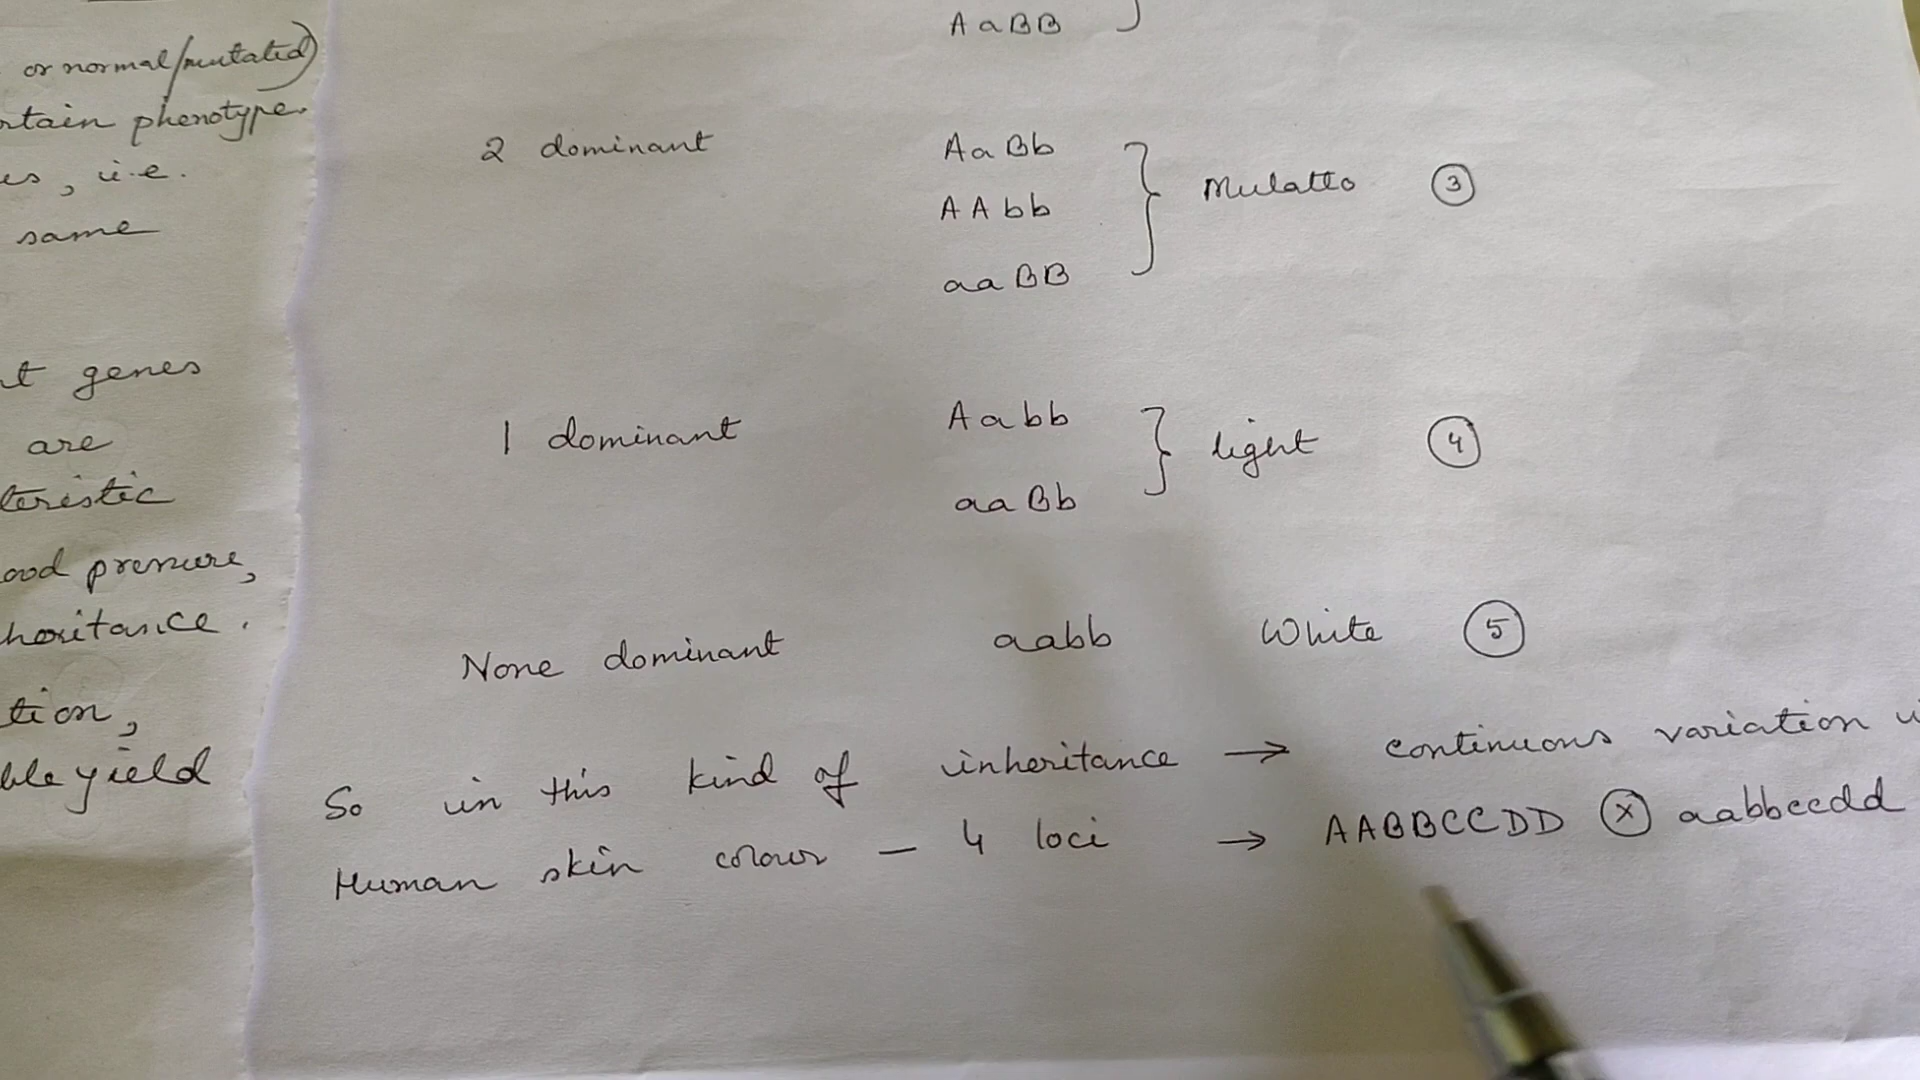 or normal/mutated)
phenotype.
, i.e.
same
genes
are
pressure,
yield
AaBB
2 dominant AaBb
AAbb } Mulatto 3
aaBB
1 dominant Aabb } light 4
aaBb
None dominant aabb White 5
So in this kind of inheritance → continuous variation
Human skin colour — 4 loci → AABBCCDD X aabbccdd